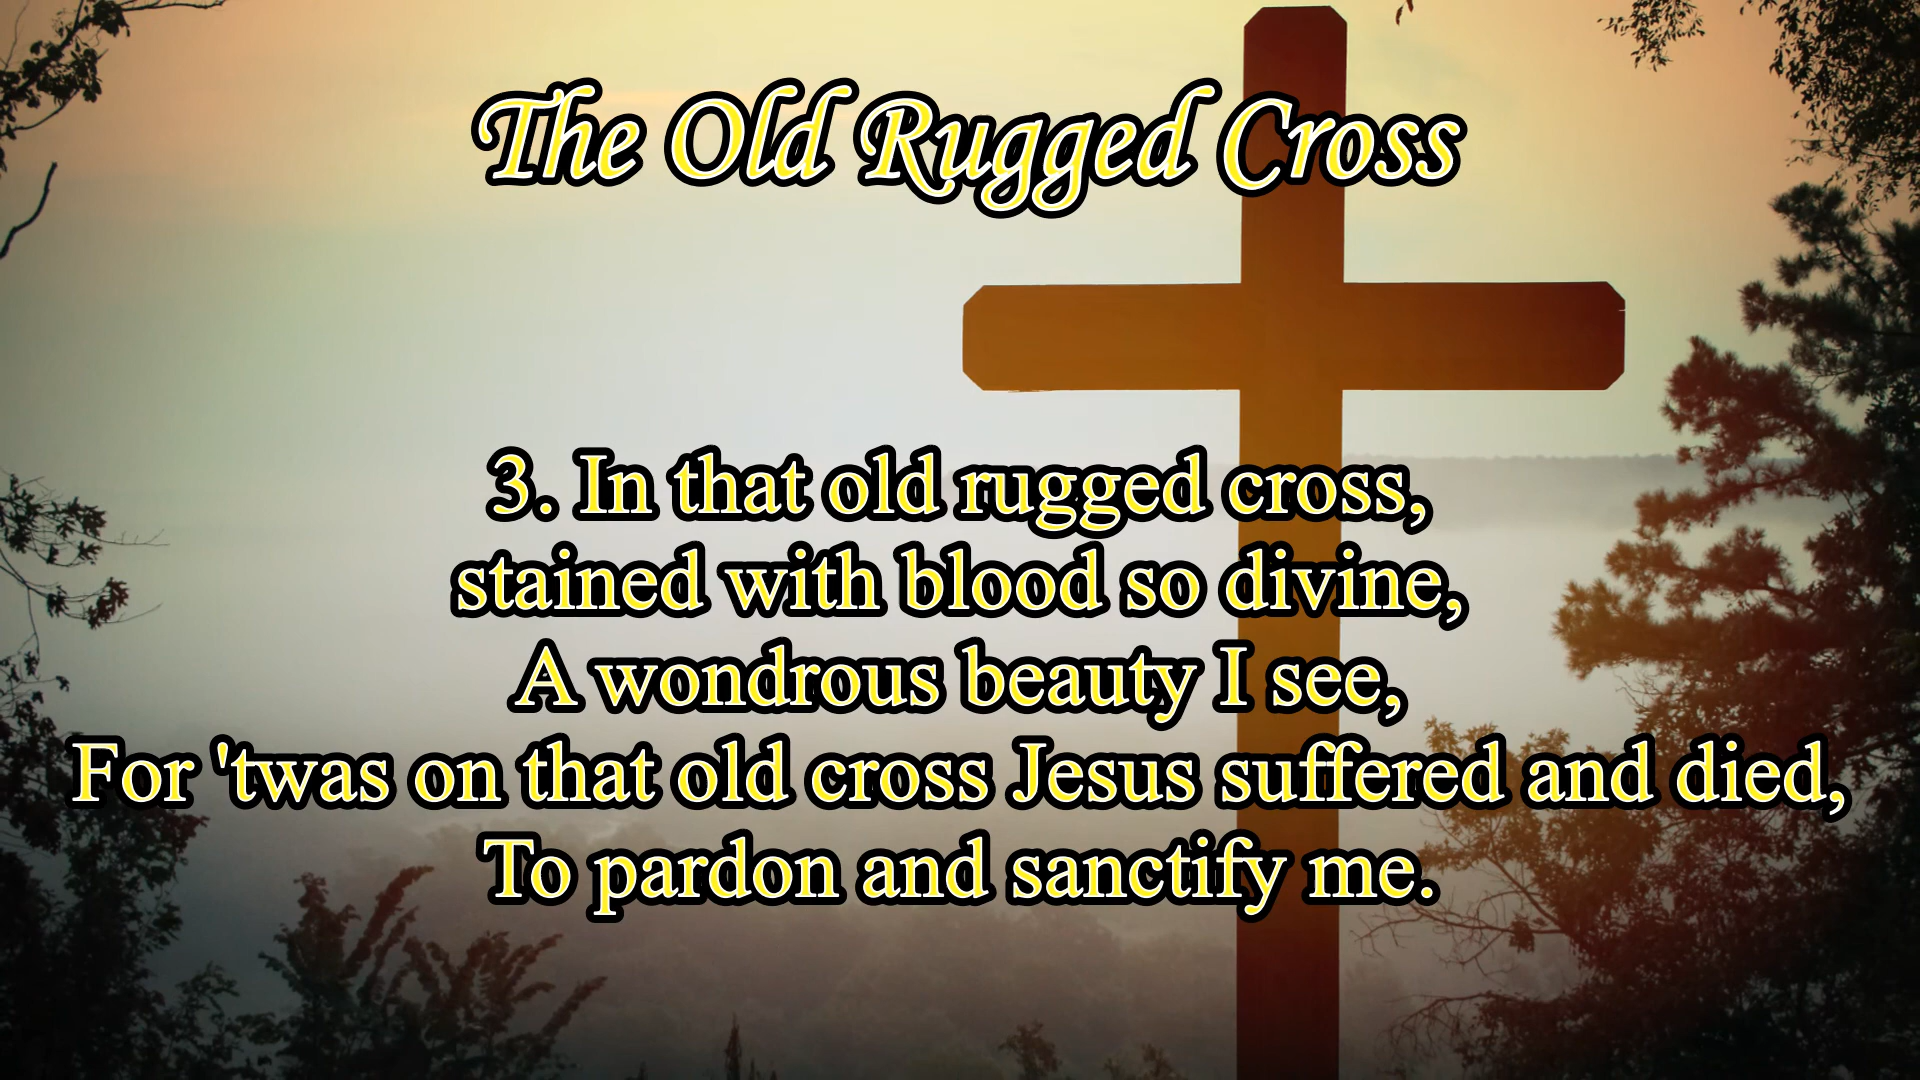 The Old Rugged Cross
3. In that old rugged cross,
stained with blood so divine,
A wondrous beauty I see,
For 'twas on that old cross Jesus suffered and died,
To pardon and sanctify me.